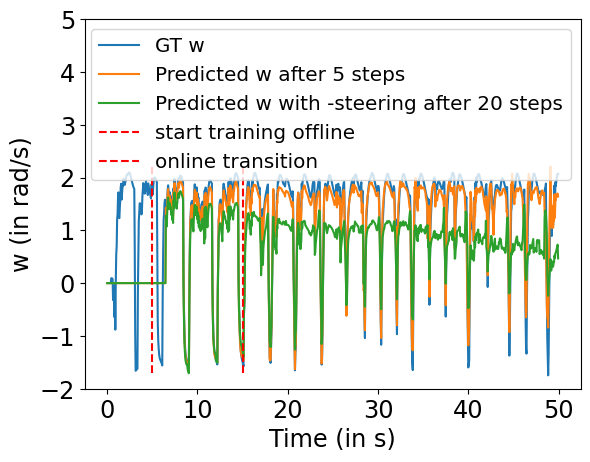 5
4
3
2
1
0
−1
−2
w (in rad/s)
GT w
Predicted w after 5 steps
Predicted w with -steering after 20 steps
start training offline
online transition
0 10 20 30 40 50
Time (in s)